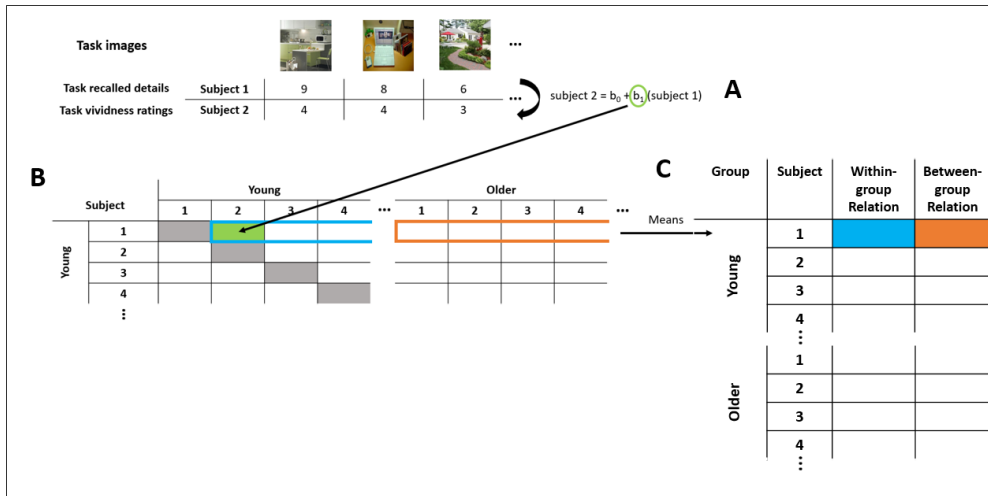 Task images
...
Task recalled details Subject 1 9 8 6
Task vividness ratings Subject 2 4 4 3
...
subject 2 = b0 + b1 (subject 1)
A
B
Young Older
Subject 1 2 3 4 ... 1 2 3 4 ...
Young
1
2
3
4
...
Means
C
Group Subject Within-group Relation Between-group Relation
Young
1
2
3
4
...
Older
1
2
3
4
...